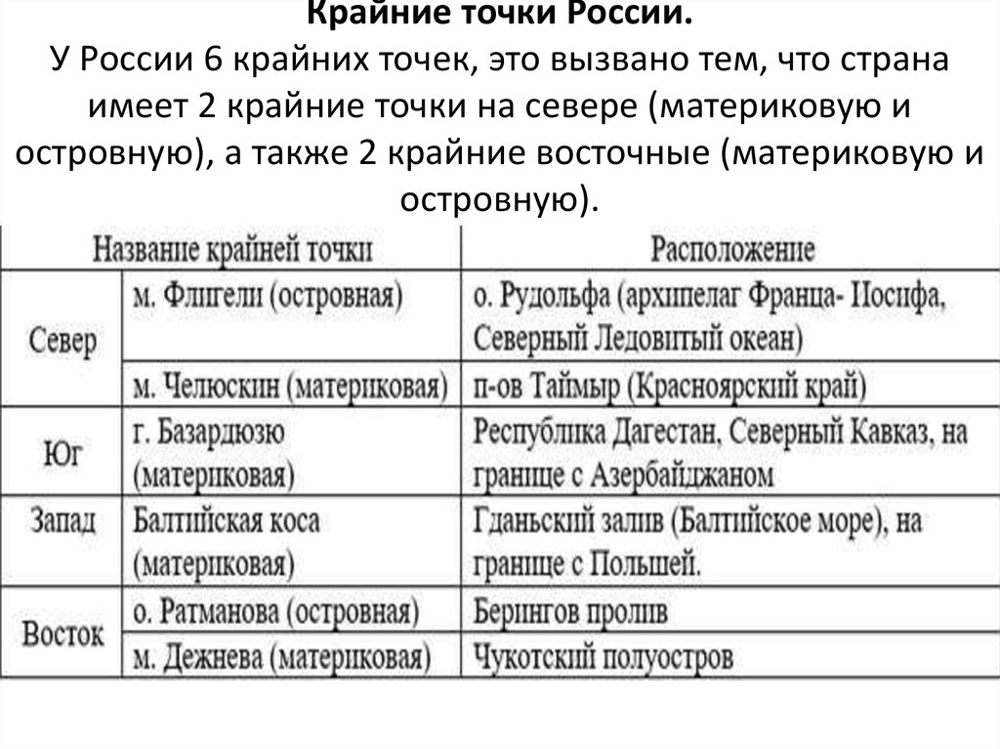 Крайние точки России.
У России 6 крайних точек, это вызвано тем, что страна
имеет 2 крайние точки на севере (материковую и
островную), а также 2 крайние восточные (материковую и
островную).
Название крайней точки
Расположение
Север
м. Флигели (островная)
о. Рудольфа (архипелаг Франца- Иосифа,
Северный Ледовитый океан)
м. Челюскин (материковая)
п-ов Таймыр (Красноярский край)
Юг
г. Базардюзю
(материковая)
Республика Дагестан, Северный Кавказ, на
границе с Азербайджаном
Запад
Балтийская коса
(материковая)
Гданьский залив (Балтийское море), на
границе с Польшей.
Восток
о. Ратманова (островная)
Берингов пролив
м. Дежнева (материковая)
Чукотский полуостров